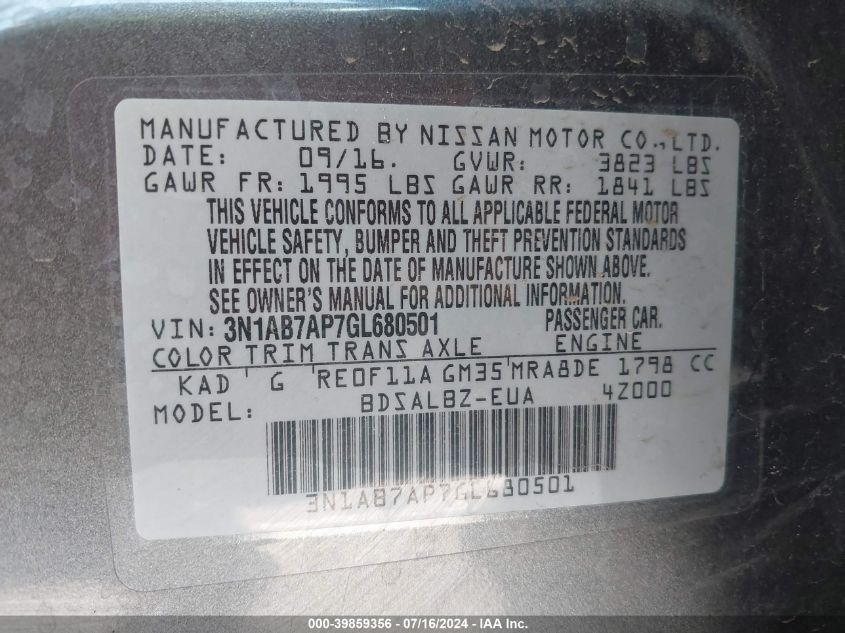 MANUFACTURED BY NISSAN MOTOR CO.,LTD.
DATE: 09/16. GVWR: 3823 LBS
GAWR FR: 1995 LBS GAWR RR: 1841 LBS
THIS VEHICLE CONFORMS TO ALL APPLICABLE FEDERAL MOTOR
VEHICLE SAFETY, BUMPER AND THEFT PREVENTION STANDARDS
IN EFFECT ON THE DATE OF MANUFACTURE SHOWN ABOVE.
SEE OWNER'S MANUAL FOR ADDITIONAL INFORMATION.
VIN: 3N1AB7AP7GL680501 PASSENGER CAR.
COLOR TRIM TRANS AXLE ENGINE
KAD G RE0F11A GM35 MRA8DE 1798 CC
MODEL: BDSALBZ-EUA 4Z000
3N1AB7AP7GL680501
000-39859356 - 07/16/2024 - © IAA, Inc.